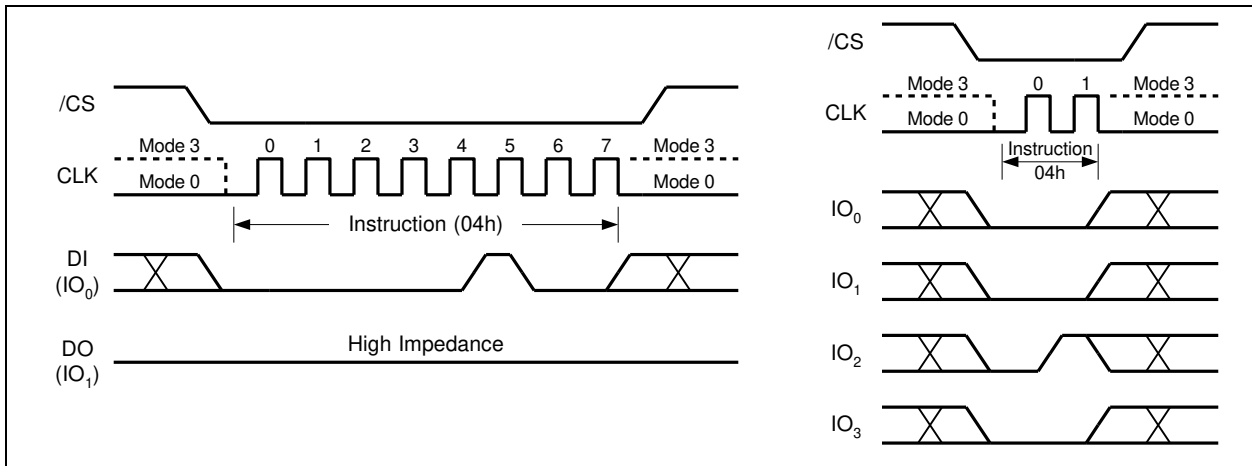 /CS
Mode 3 0 1 2 3 4 5 6 7 Mode 3
CLK
Mode 0 Mode 0
Instruction (04h)
DI
(IO0)
High Impedance
DO
(IO1)
/CS
Mode 3 0 1 Mode 3
CLK
Mode 0 Mode 0
Instruction
04h
IO0
IO1
IO2
IO3